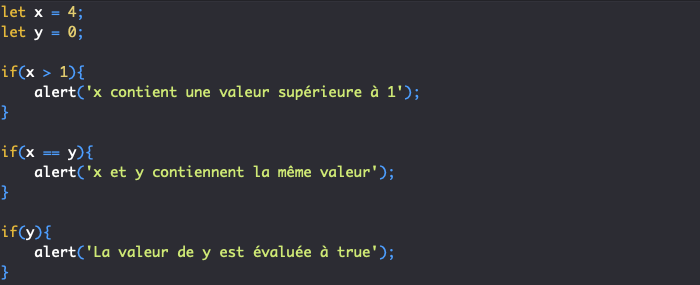 let x = 4;
let y = 0;
if(x > 1){
alert('x contient une valeur supérieure à 1');
}
if(x == y){
alert('x et y contiennent la même valeur');
}
if(y){
alert('La valeur de y est évaluée à true');
}